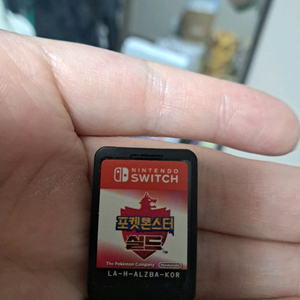 NINTENDO
SWITCH
포켓몬스터
실드
The Pokémon Company
Nintendo
LA-H-ALZBA-KOR